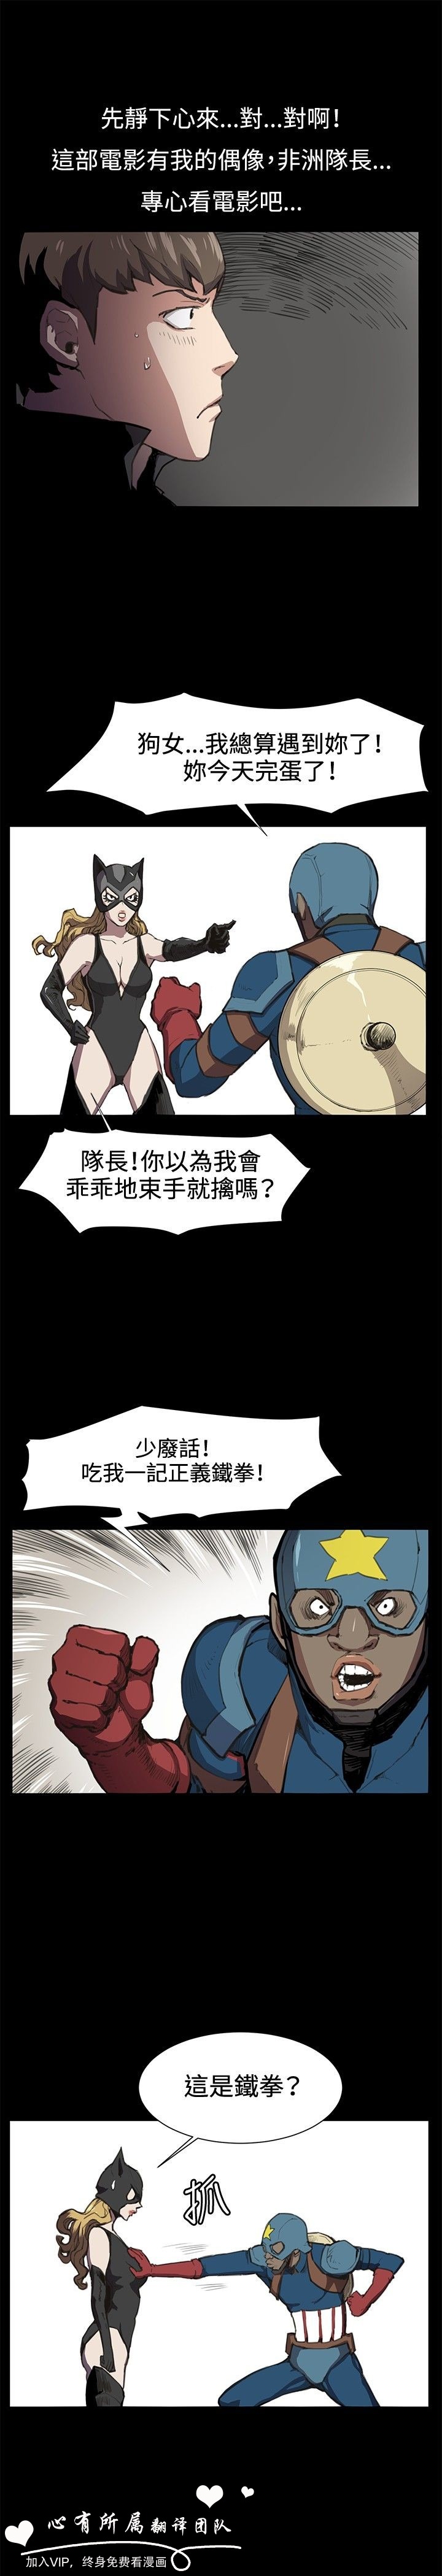 先靜下心來...對...對啊!
這部電影有我的偶像,非洲隊長...
專心看電影吧...
狗女...我總算遇到妳了!
妳今天完蛋了!
隊長!你以為我會
乖乖地束手就擒嗎?
少廢話!
吃我一記正義鐵拳!
這是鐵拳?
抓
心有所属翻译团队
加入VIP，终身免费看漫画